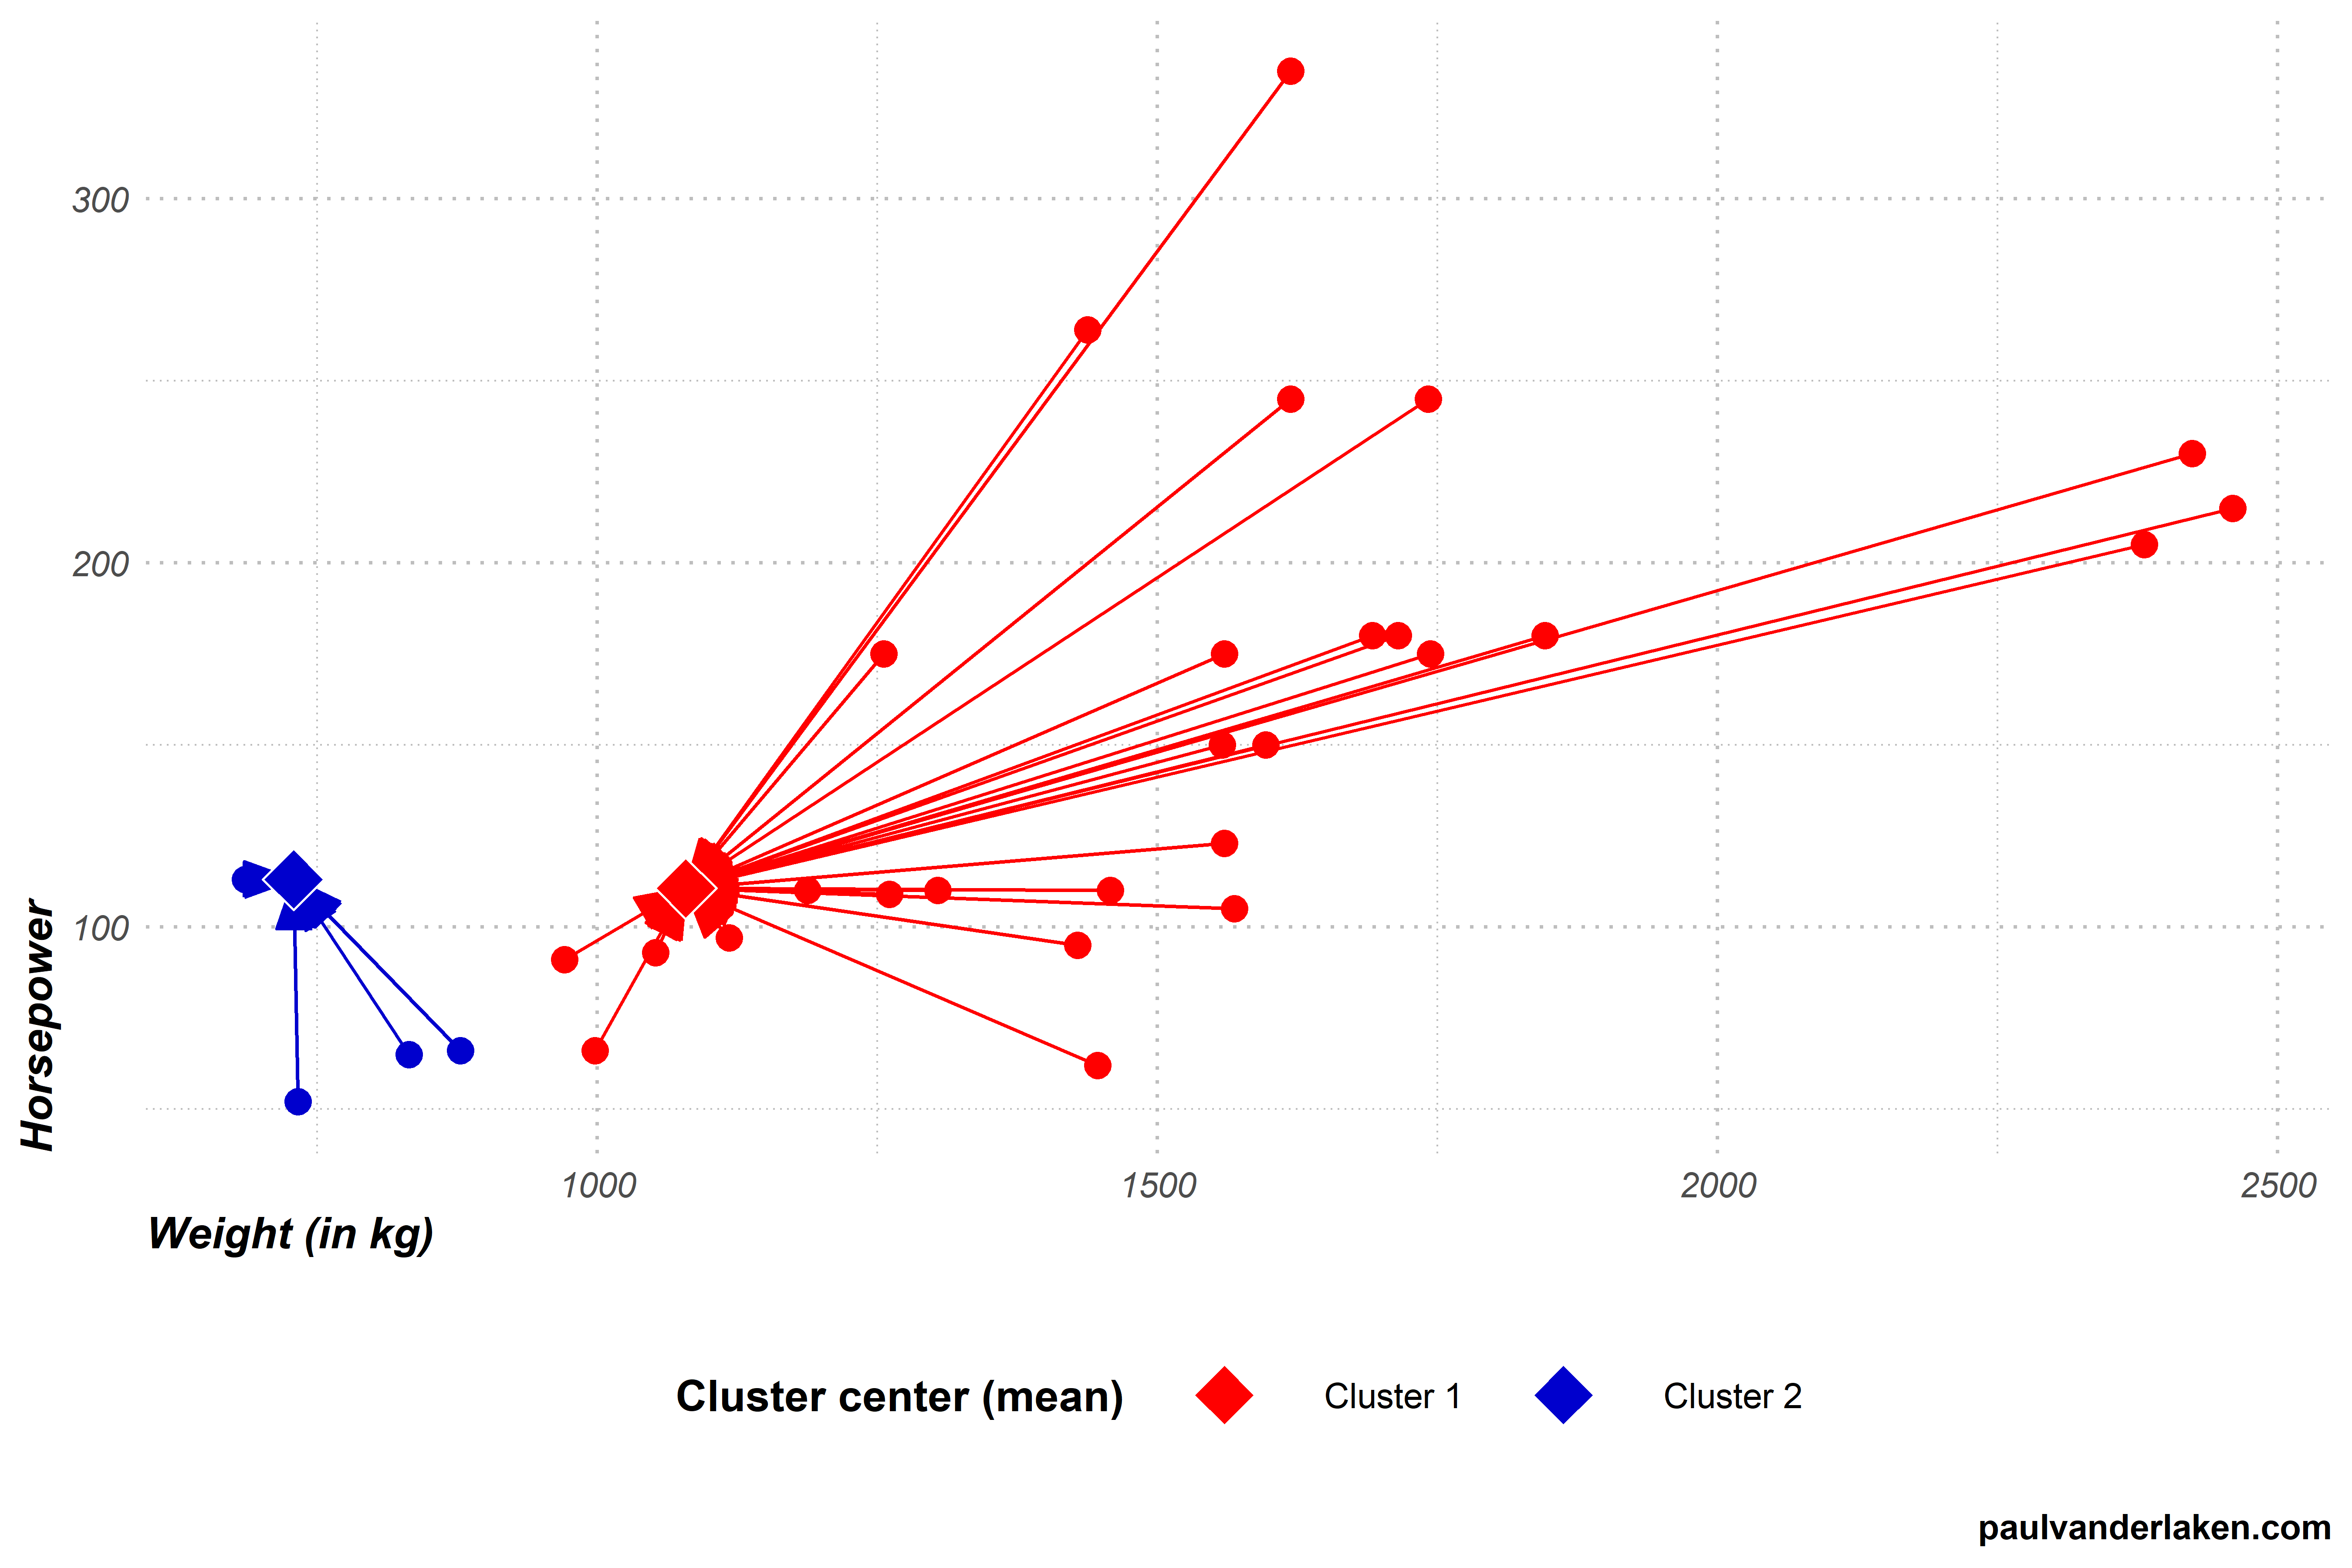 300
200
100
Horsepower
1000 1500 2000 2500
Weight (in kg)
Cluster center (mean) Cluster 1 Cluster 2
paulvanderlaken.com